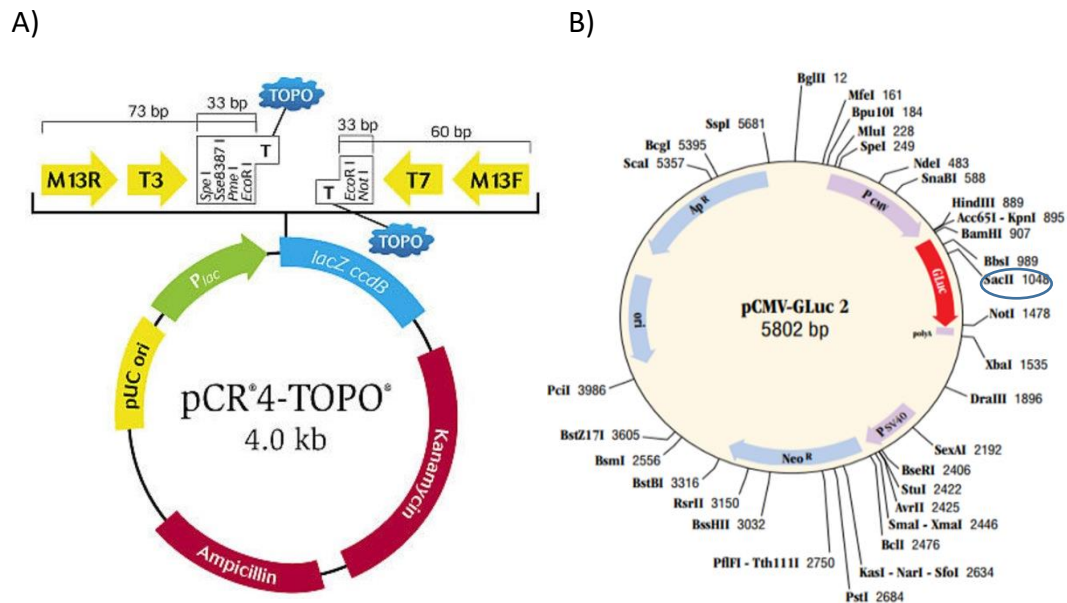 A)
B)
TOPO
33 bp
73 bp
33 bp
60 bp
T
M13R
T3
Spe I
Sse8387 I
Pme I
EcoR I
T
EcoR I
Not I
T7
M13F
TOPO
Plac
lacZ ccdB
pUC ori
pCR®4-TOPO®
4.0 kb
Kanamycin
Ampicillin
BglII 12
MfeI 161
Bpu10I 184
MluI 228
SpeI 249
SspI 5681
BcgI 5395
ScaI 5357
NdeI 483
SnaBI 588
HindIII 889
Acc65I - KpnI 895
BamHI 907
BbsI 989
SacII 1048
NotI 1478
XbaI 1535
DraIII 1896
SexAI 2192
BseRI 2406
StuI 2422
AvrII 2425
SmaI - XmaI 2446
BclI 2476
KasI - NarI - SfoI 2634
PstI 2684
PflFI - Tth111I 2750
BssHII 3032
RsrII 3150
BstBI 3316
BsmI 2556
BstZ17I 3605
PciI 3986
ApR
PCMV
GLuc
polyA
ori
pCMV-GLuc 2
5802 bp
PSV40
NeoR